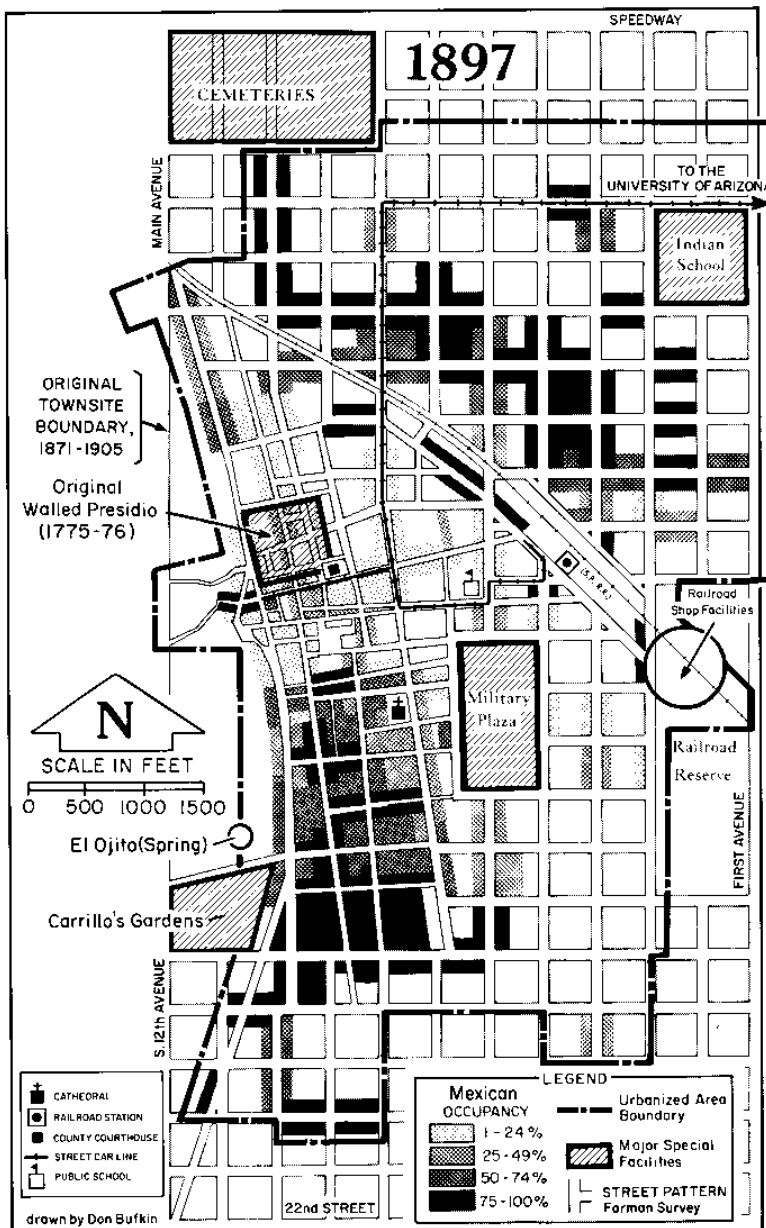 SPEEDWAY
1897
CEMETERIES
MAIN AVENUE
TO THE
UNIVERSITY OF ARIZONA
Indian
School
ORIGINAL
TOWNSITE
BOUNDARY,
1871-1905
Original
Walled Presidio
(1775-76)
(S.P.R.R.)
Railroad
Shop Facilities
Military
Plaza
N
SCALE IN FEET
0 500 1000 1500
Railroad
Reserve
FIRST AVENUE
El Ojito(Spring)
Carrillo's Gardens
S. 12th AVENUE
CATHEDRAL
RAILROAD STATION
COUNTY COURTHOUSE
STREET CAR LINE
PUBLIC SCHOOL
drawn by Don Bufkin
22nd STREET
LEGEND
Mexican
OCCUPANCY
1-24%
25-49%
50-74%
75-100%
Urbanized Area
Boundary
Major Special
Facilities
STREET PATTERN
Forman Survey